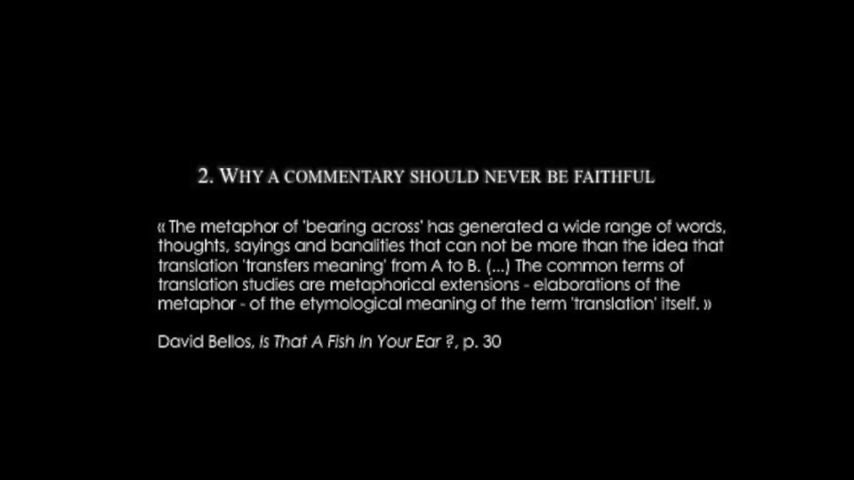 2. WHY A COMMENTARY SHOULD NEVER BE FAITHFUL
« The metaphor of 'bearing across' has generated a wide range of words,
thoughts, sayings and banalities that can not be more than the idea that
translation 'transfers meaning' from A to B. (...) The common terms of
translation studies are metaphorical extensions - elaborations of the
metaphor - of the etymological meaning of the term 'translation' itself. »
David Bellos, Is That A Fish In Your Ear ?, p. 30